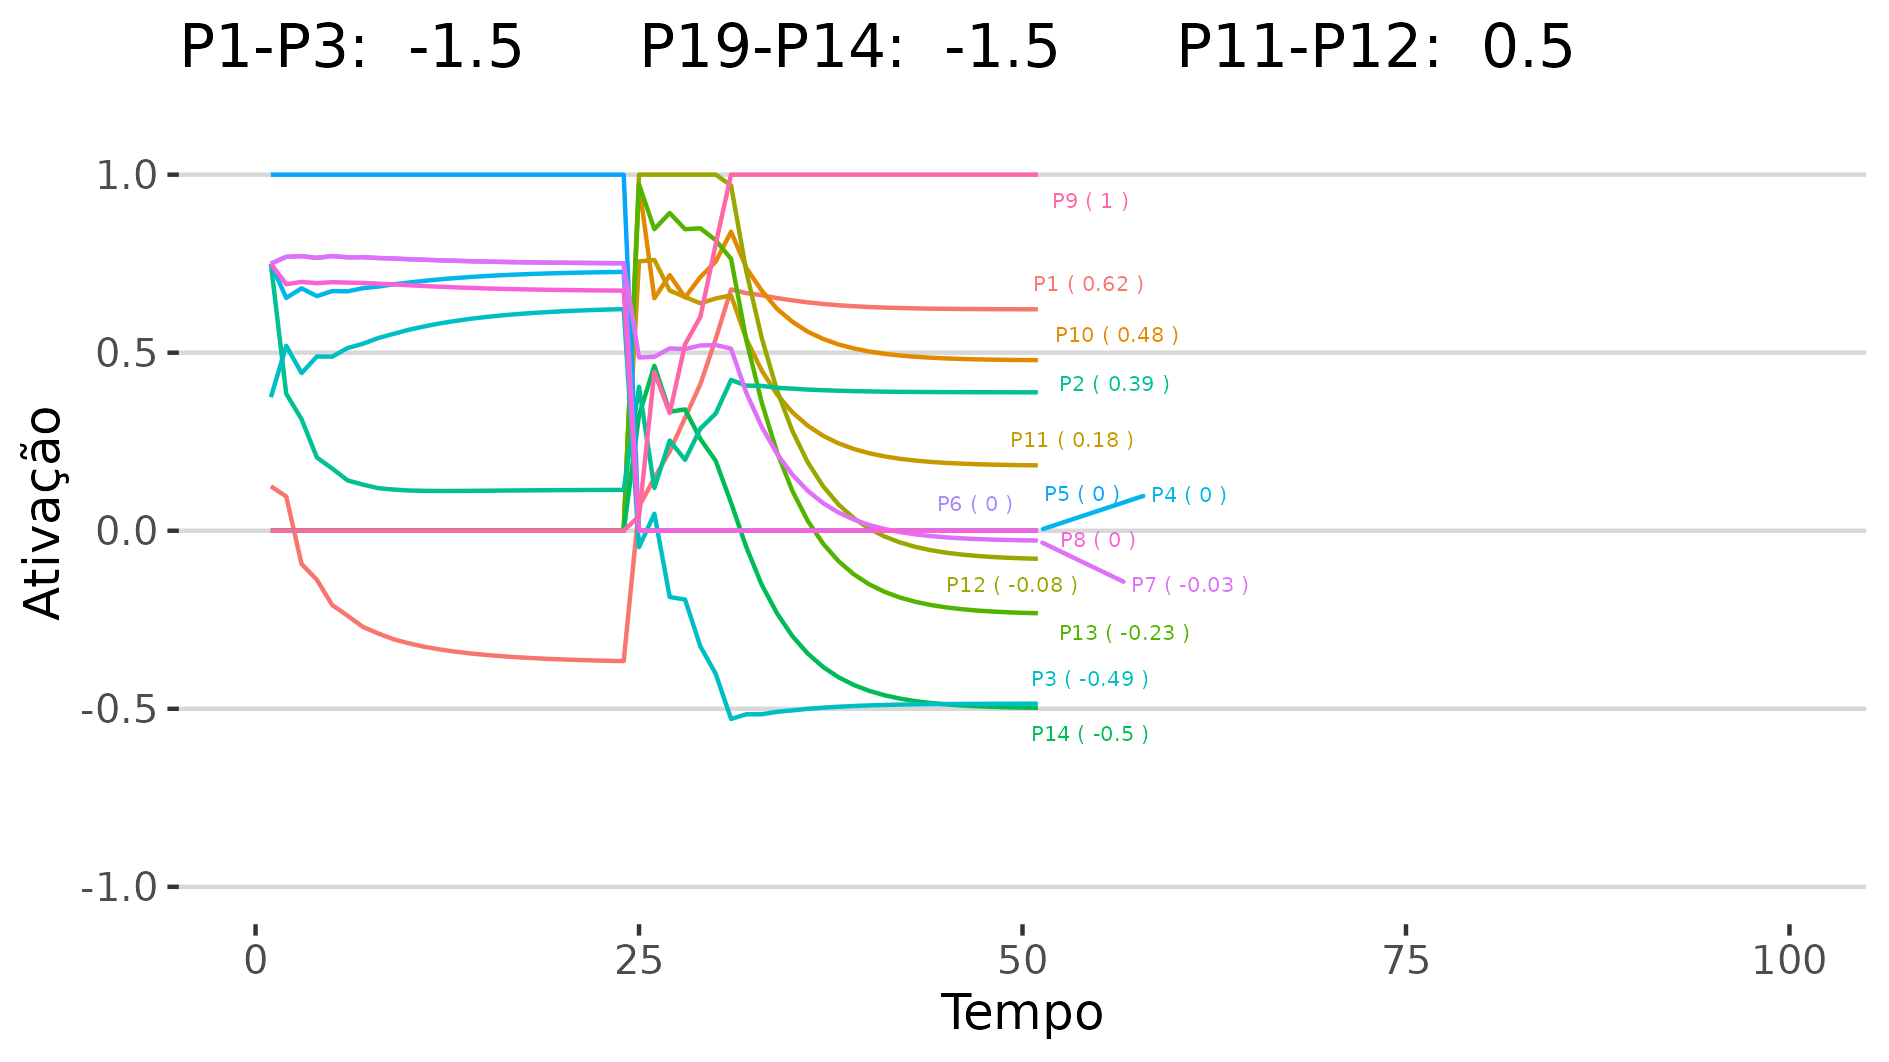 P1-P3:  -1.5    P19-P14:  -1.5    P11-P12:  0.5
1.0
0.5
0.0
-0.5
-1.0
Ativação
P9 ( 1 )
P1 ( 0.62 )
P10 ( 0.48 )
P2 ( 0.39 )
P11 ( 0.18 )
P6 ( 0 ) P5 ( 0 ) P4 ( 0 )
P8 ( 0 )
P12 ( -0.08 ) P7 ( -0.03 )
P13 ( -0.23 )
P3 ( -0.49 )
P14 ( -0.5 )
0 25 50 75 100
Tempo